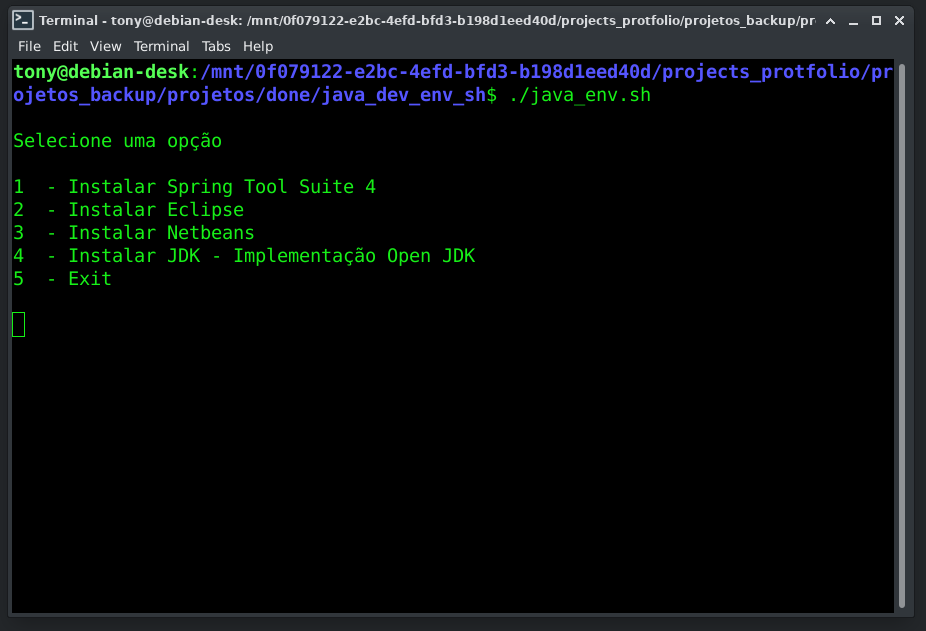 Terminal - tony@debian-desk: /mnt/0f079122-e2bc-4efd-bfd3-b198d1eed40d/projects_protfolio/projetos_backup/pr
File Edit View Terminal Tabs Help
tony@debian-desk:/mnt/0f079122-e2bc-4efd-bfd3-b198d1eed40d/projects_protfolio/pr
ojetos_backup/projetos/done/java_dev_env_sh$ ./java_env.sh
Selecione uma opção
1 - Instalar Spring Tool Suite 4
2 - Instalar Eclipse
3 - Instalar Netbeans
4 - Instalar JDK - Implementação Open JDK
5 - Exit